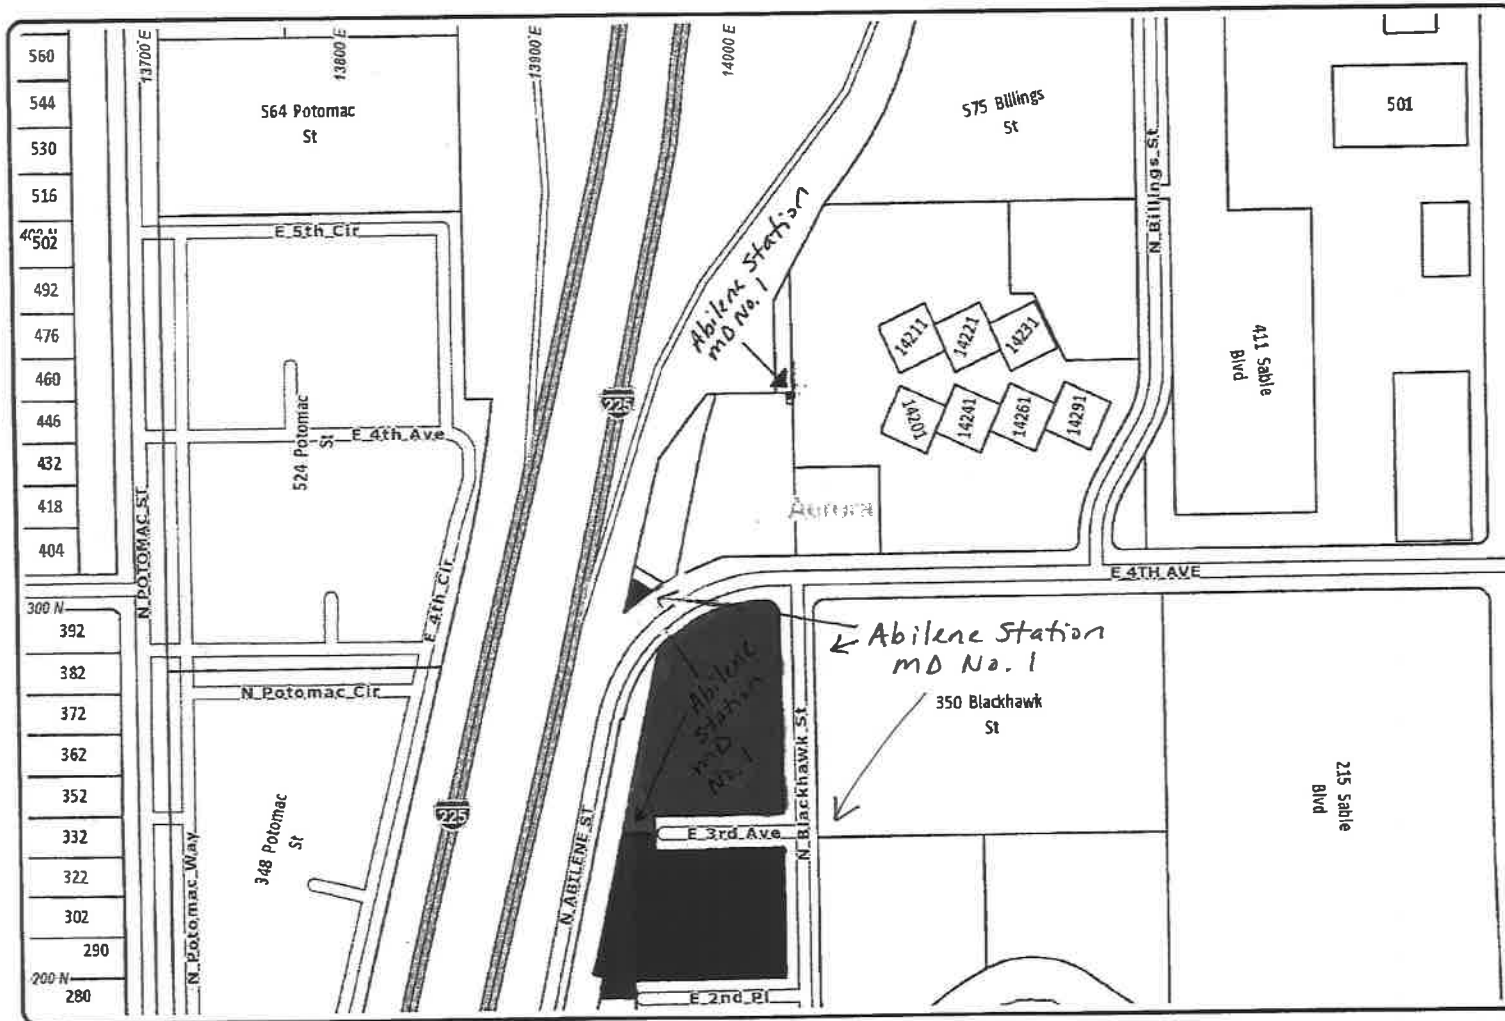 13700 E
13800 E
13900 E
14000 E
560
544
530
516
502
492
476
460
446
432
418
404
300 N
392
382
372
362
352
332
322
302
290
200 N
280
564 Potomac
St
E 5th Cir
524 Potomac
St
E 4th Ave
N POTOMAC ST
E 4th Cir
N Potomac Cir
N Potomac Way
348 Potomac
St
225
225
N ABILENE ST
Abilene Station
MD No. 1
575 Billings
St
N Billings St
501
14211
14221
14231
14201
14241
14261
14291
411 Sable
Blvd
Aurora
E 4TH AVE
Abilene Station
MD No. 1
Abilene
Station
MD
No. 1
350 Blackhawk
St
N Blackhawk St
E 3rd Ave
E 2nd Pl
215 Sable
Blvd